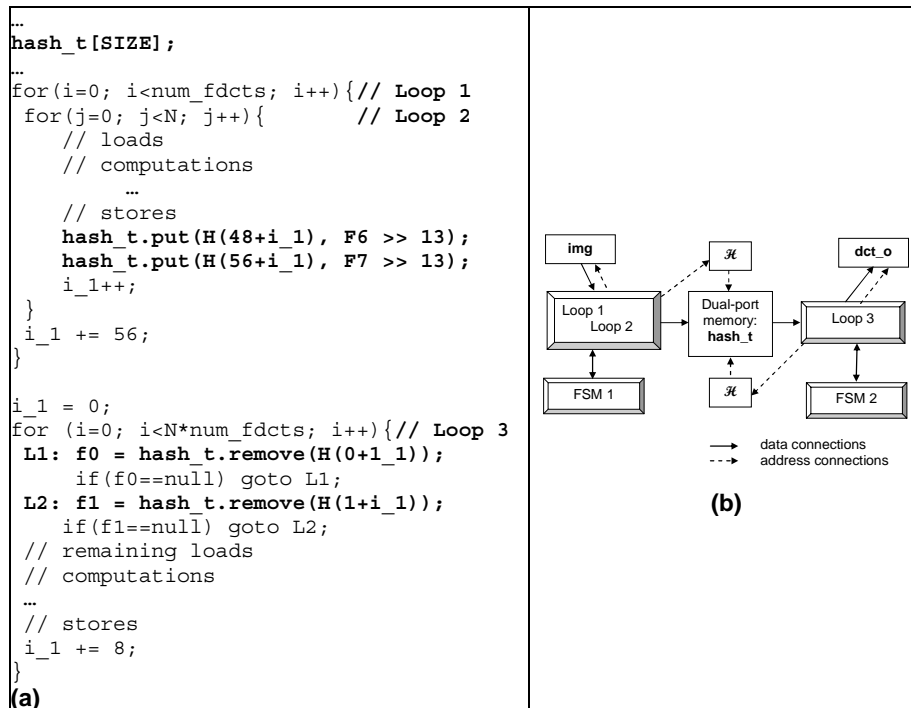 …
hash_t[SIZE];
…
for(i=0; i<num_fdcts; i++){// Loop 1
for(j=0; j<N; j++){ // Loop 2
// loads
// computations
…
// stores
hash_t.put(H(48+i_1), F6 >> 13);
hash_t.put(H(56+i_1), F7 >> 13);
i_1++;
}
i_1 += 56;
}
i_1 = 0;
for (i=0; i<N*num_fdcts; i++){// Loop 3
L1: f0 = hash_t.remove(H(0+1_1));
if(f0==null) goto L1;
L2: f1 = hash_t.remove(H(1+i_1));
if(f1==null) goto L2;
// remaining loads
// computations
…
// stores
i_1 += 8;
}
(a)
img
ℋ
dct_o
Loop 1
Loop 2
Dual-port
memory:
hash_t
Loop 3
FSM 1
ℋ
FSM 2
data connections
address connections
(b)